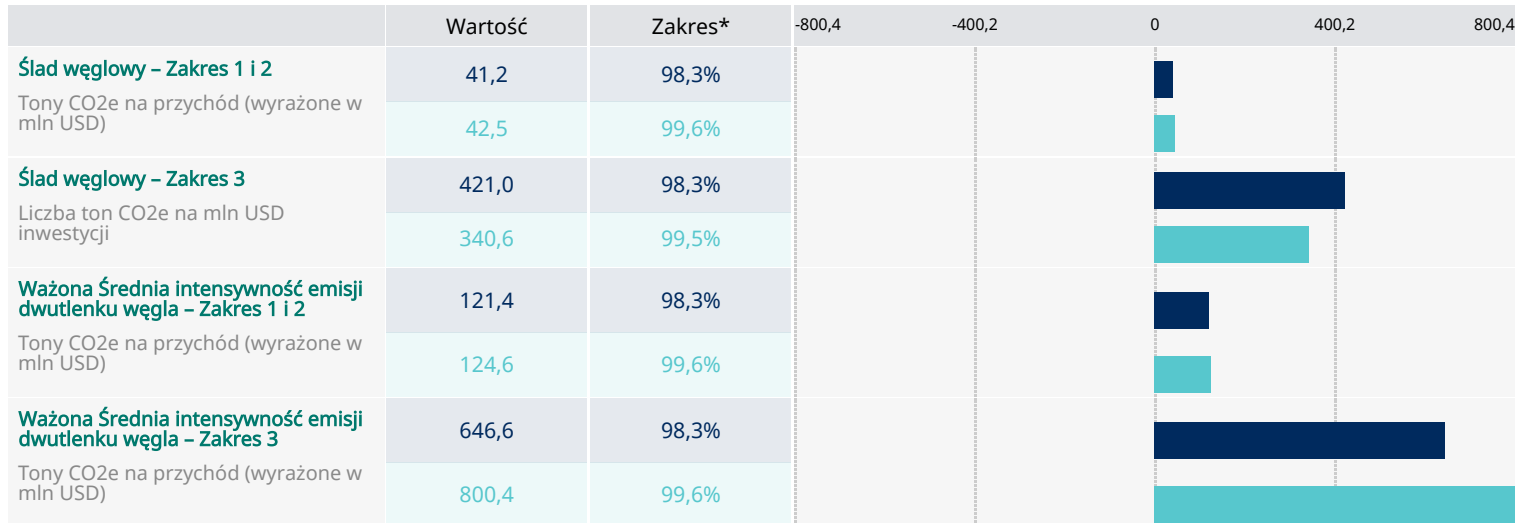 Wartość Zakres* -800,4 -400,2 0 400,2 800,4
Ślad węglowy – Zakres 1 i 2
Tony CO2e na przychód (wyrażone w
mln USD)
41,2 98,3%
42,5 99,6%
Ślad węglowy – Zakres 3
Liczba ton CO2e na mln USD
inwestycji
421,0 98,3%
340,6 99,5%
Ważona Średnia intensywność emisji
dwutlenku węgla – Zakres 1 i 2
Tony CO2e na przychód (wyrażone w
mln USD)
121,4 98,3%
124,6 99,6%
Ważona Średnia intensywność emisji
dwutlenku węgla – Zakres 3
Tony CO2e na przychód (wyrażone w
mln USD)
646,6 98,3%
800,4 99,6%